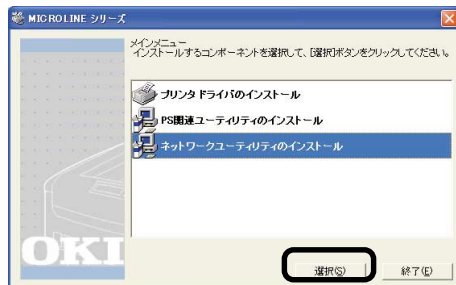 MICROLINE シリーズ
メインメニュー
インストールするコンポーネントを選択して、[選択]ボタンをクリックしてください。
プリンタドライバのインストール
PS関連ユーティリティのインストール
ネットワークユーティリティのインストール
OKI
選択(S)
終了(E)